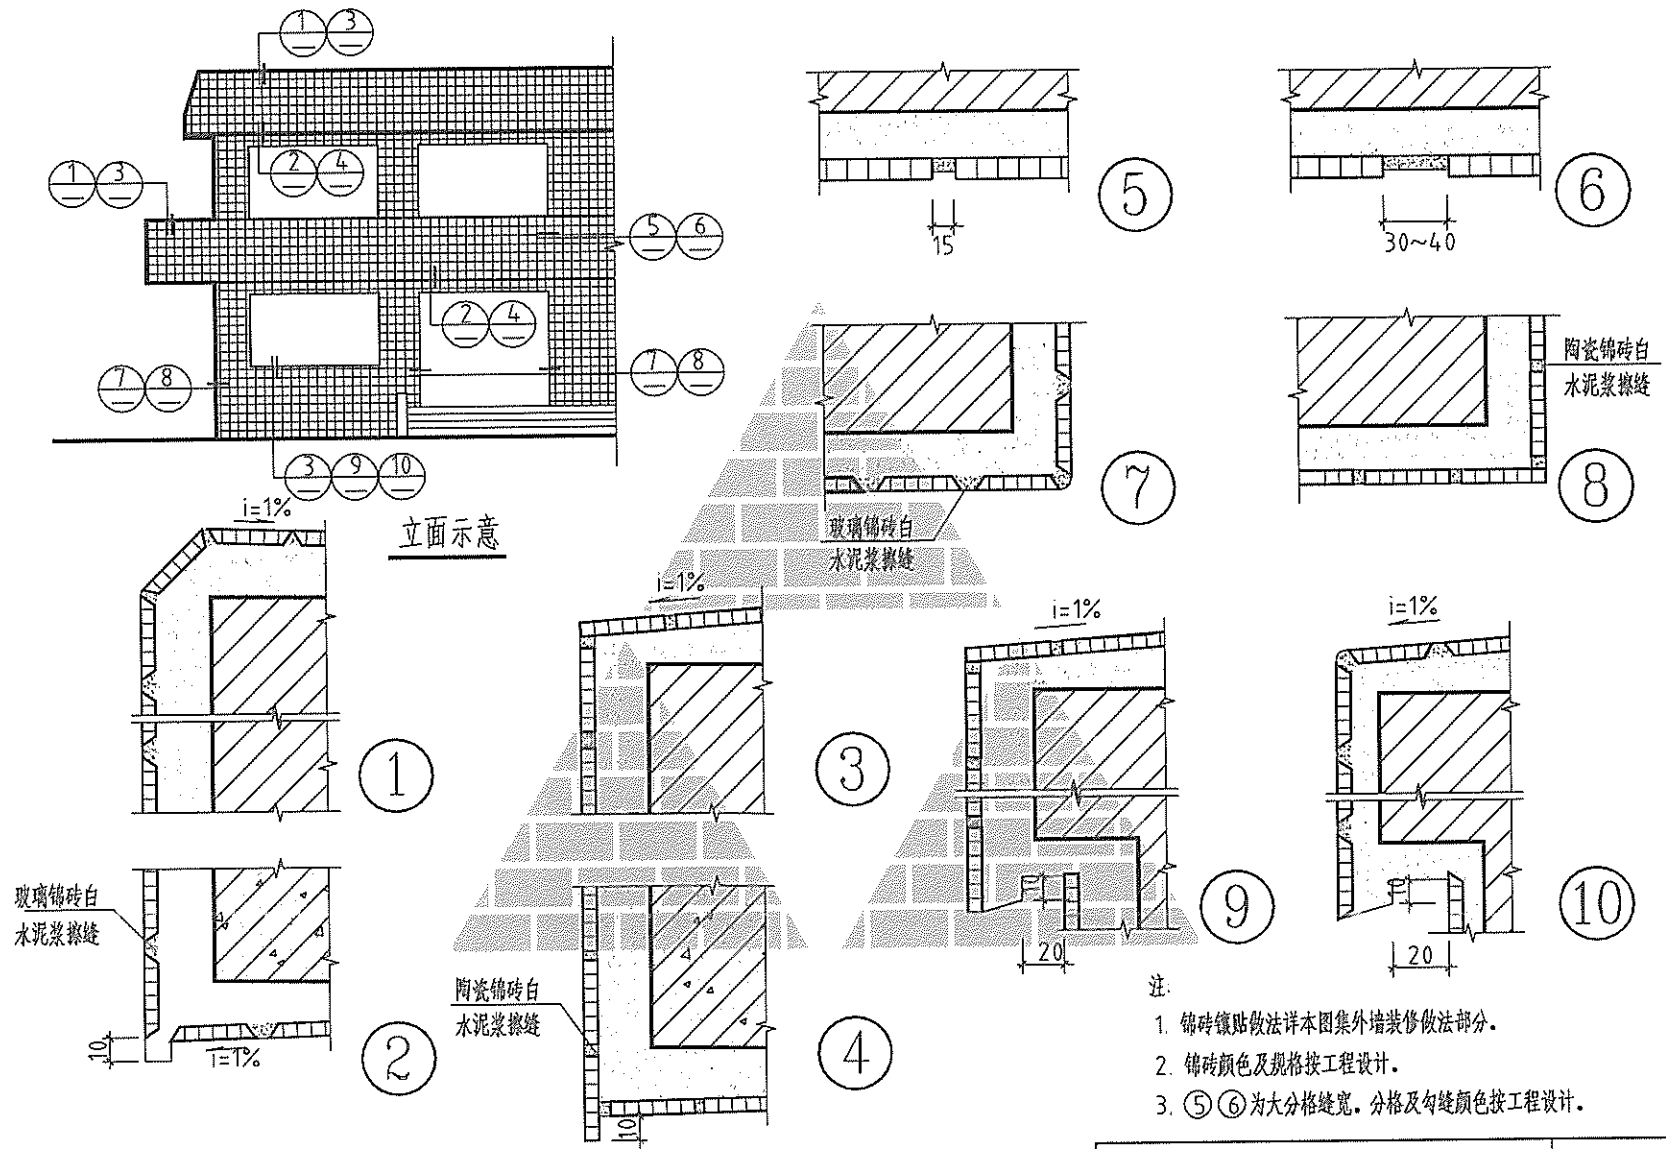 1 3
2 4
1 3
5 6
2 4
7 8
7 8
3 9 10
立面示意
15
5
30~40
6
玻璃锦砖白
水泥浆擦缝
7
陶瓷锦砖白
水泥浆擦缝
8
i=1%
1
i=1%
3
i=1%
9
20
i=1%
10
20
玻璃锦砖白
水泥浆擦缝
10
i=1%
2
陶瓷锦砖白
水泥浆擦缝
10
4
注:
1. 锦砖镶贴做法详本图集外墙装修做法部分.
2. 锦砖颜色及规格按工程设计.
3. ⑤⑥为大分格缝宽. 分格及勾缝颜色按工程设计.